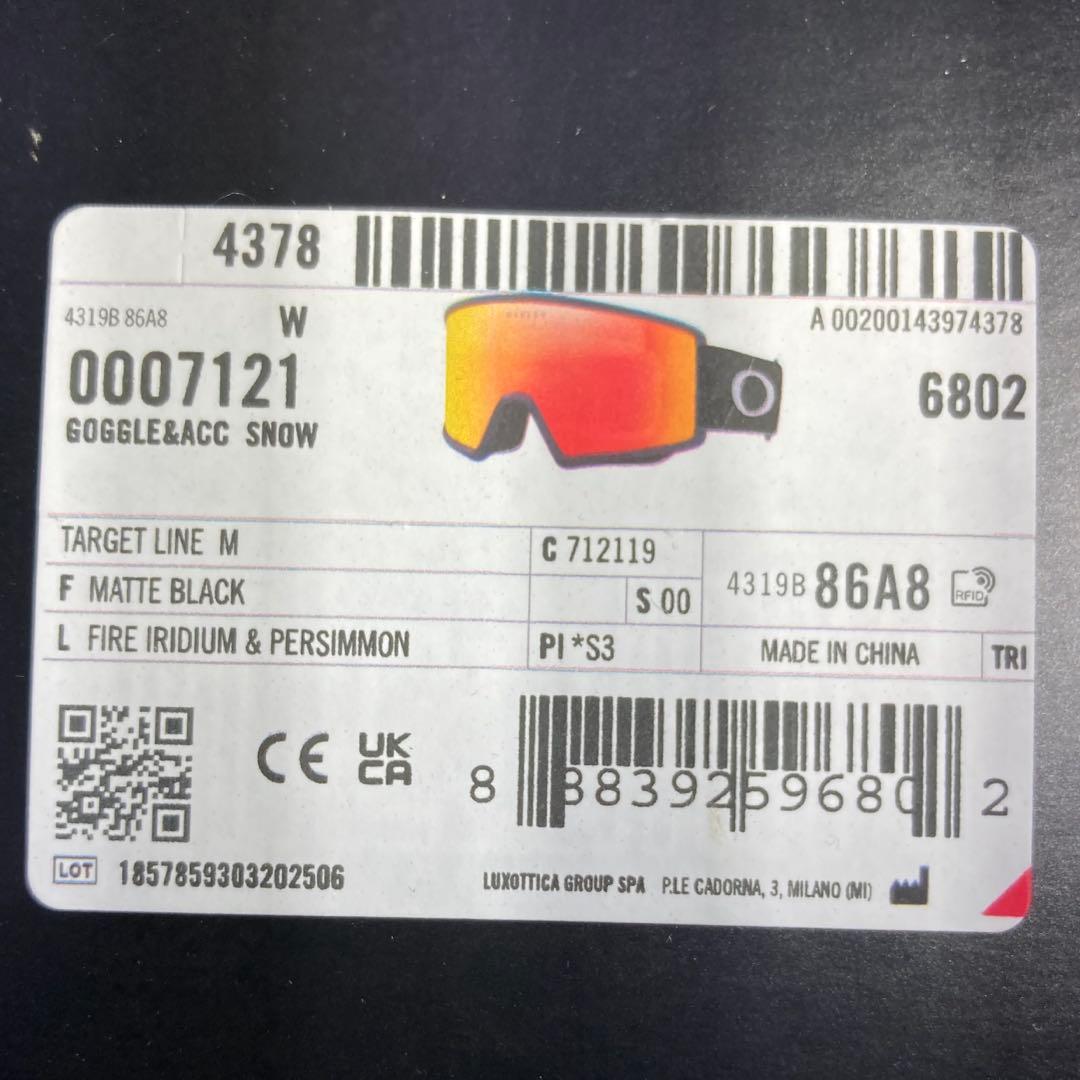 4378
4319B 86A8
W
A 00200143974378
0007121
6802
GOGGLE&ACC SNOW
TARGET LINE M
C 712119
F MATTE BLACK
S 00
4319B 86A8
RFID
L FIRE IRIDIUM & PERSIMMON
PI *S3
MADE IN CHINA
TRI
CE
UK
CA
8 88392 59680 2
LOT 1857859303202506
LUXOTTICA GROUP SPA P.LE CADORNA, 3, MILANO (MI)